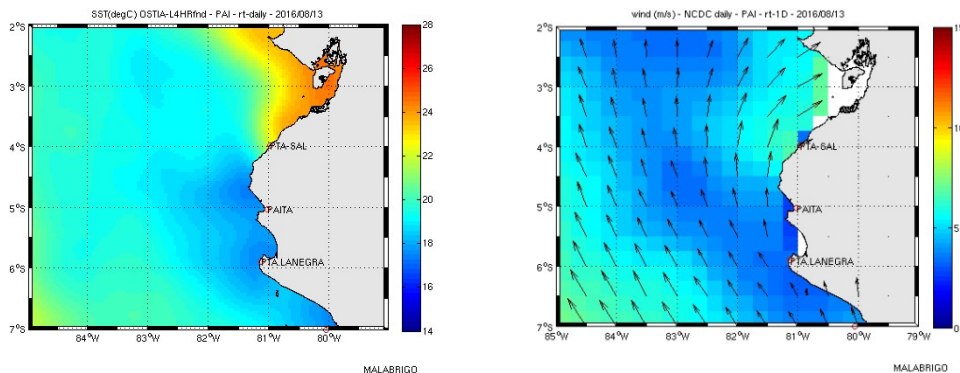 SST(degC) OSTIA-L4HRfnd - PAI - rt-daily - 2016/08/13
2°S
3°S
4°S
5°S
6°S
7°S
84°W
83°W
82°W
81°W
80°W
PTA-SAL
PAITA
PTA.LANEGRA
28
26
24
22
20
18
16
14
MALABRIGO
wind (m/s) - NCDC daily - PAI - rt-1D - 2016/08/13
2°S
3°S
4°S
5°S
6°S
7°S
85°W
84°W
83°W
82°W
81°W
80°W
79°W
PTA-SAL
PAITA
PTA.LANEGRA
15
10
5
0
MALABRIGO